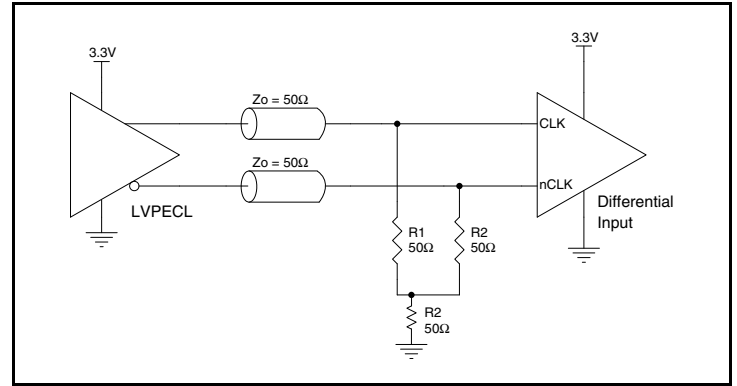 3.3V
3.3V
Zo = 50Ω
CLK
Zo = 50Ω
nCLK
LVPECL
Differential
Input
R1
50Ω
R2
50Ω
R2
50Ω